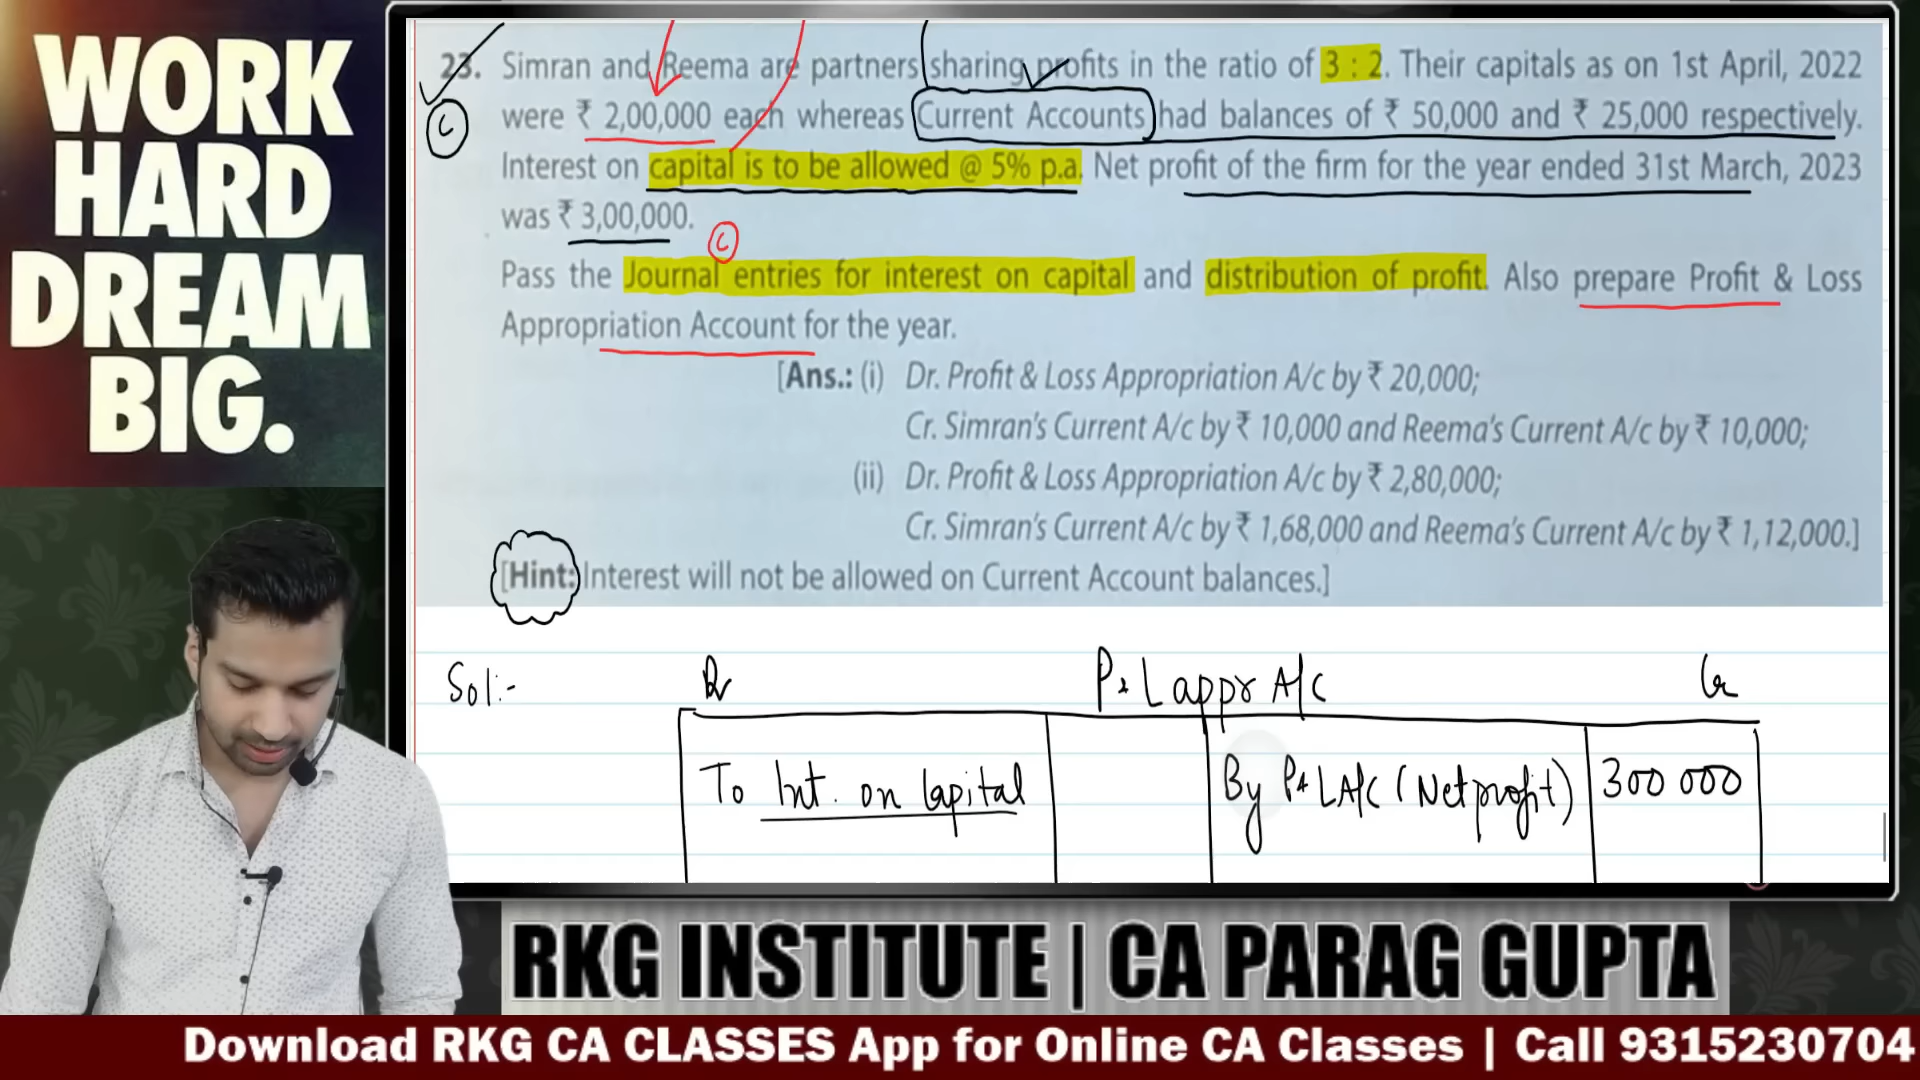 WORK
HARD
DREAM
BIG.
23. Simran and Reema are partners sharing profits in the ratio of 3 : 2. Their capitals as on 1st April, 2022
were ₹ 2,00,000 each whereas Current Accounts had balances of ₹ 50,000 and ₹ 25,000 respectively.
Interest on capital is to be allowed @ 5% p.a. Net profit of the firm for the year ended 31st March, 2023
was ₹ 3,00,000.
Pass the Journal entries for interest on capital and distribution of profit. Also prepare Profit & Loss
Appropriation Account for the year.
[Ans.: (i) Dr. Profit & Loss Appropriation A/c by ₹ 20,000;
Cr. Simran's Current A/c by ₹ 10,000 and Reema's Current A/c by ₹ 10,000;
(ii) Dr. Profit & Loss Appropriation A/c by ₹ 2,80,000;
Cr. Simran's Current A/c by ₹ 1,68,000 and Reema's Current A/c by ₹ 1,12,000.]
[Hint: Interest will not be allowed on Current Account balances.]
Sol:- Dr P&L appr A/c Cr
To Int. on Capital By P&L A/c (Net profit) 300 000
RKG INSTITUTE | CA PARAG GUPTA
Download RKG CA CLASSES App for Online CA Classes | Call 9315230704